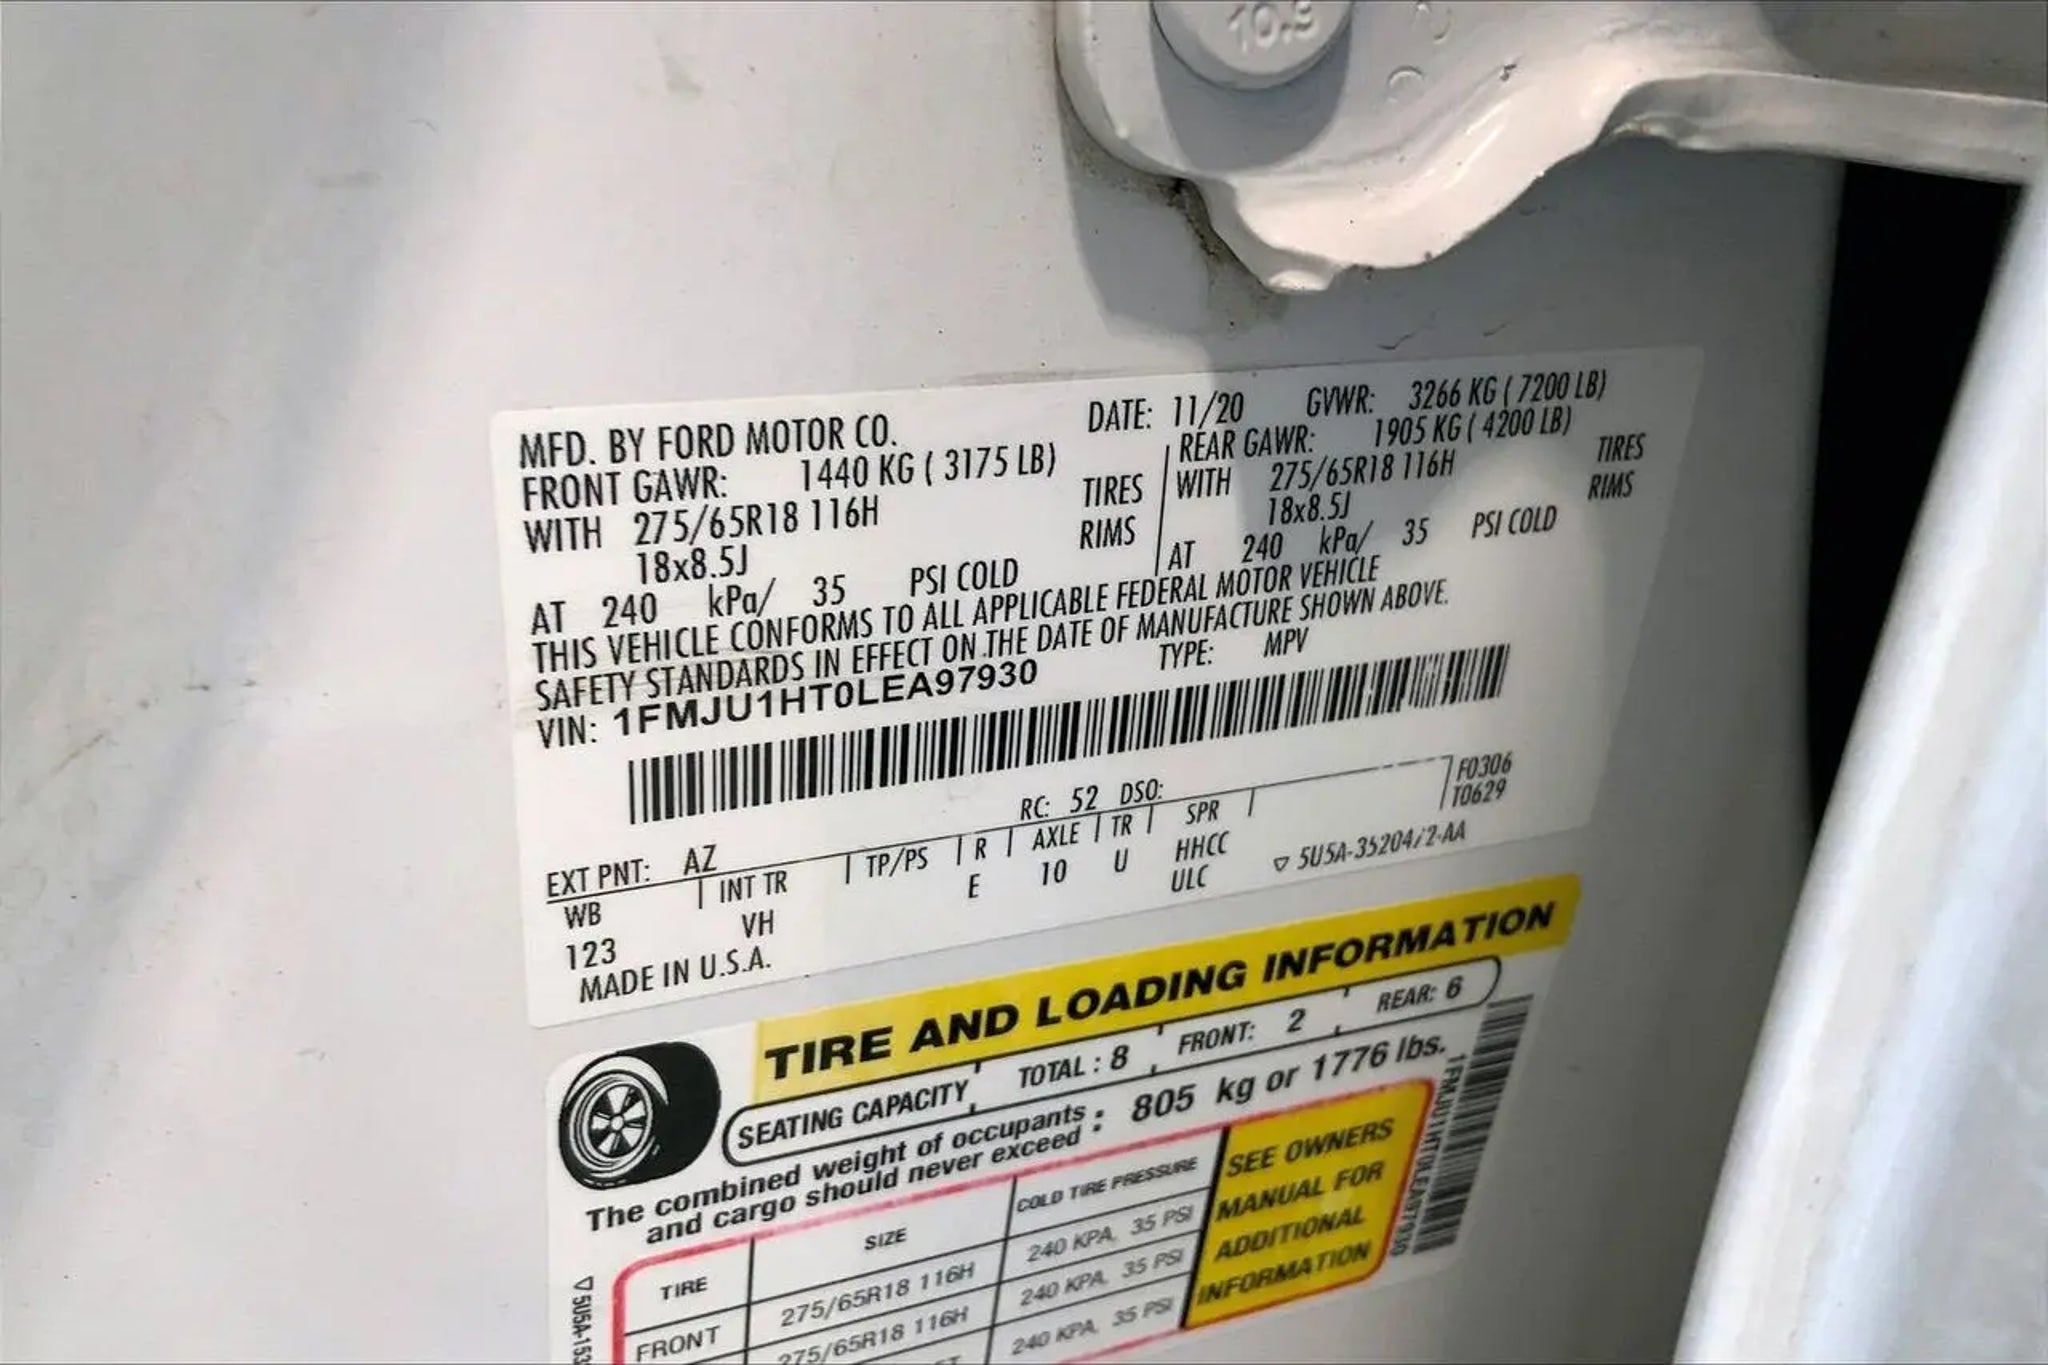 10.9
MFD. BY FORD MOTOR CO. DATE: 11/20 GVWR: 3266 KG ( 7200 LB)
FRONT GAWR: 1440 KG ( 3175 LB) REAR GAWR: 1905 KG ( 4200 LB)
WITH 275/65R18 116H TIRES WITH 275/65R18 116H TIRES
18x8.5J RIMS 18x8.5J RIMS
AT 240 kPa/ 35 PSI COLD AT 240 kPa/ 35 PSI COLD
THIS VEHICLE CONFORMS TO ALL APPLICABLE FEDERAL MOTOR VEHICLE
SAFETY STANDARDS IN EFFECT ON THE DATE OF MANUFACTURE SHOWN ABOVE.
VIN: 1FMJU1HT0LEA97930 TYPE: MPV
F0306
RC: 52 DSO: T0629
EXT PNT: AZ
WB INT TR TP/PS R AXLE TR SPR
123 VH E 10 U HHCC
ULC ▽ 5U5A-3520472-AA
MADE IN U.S.A.
TIRE AND LOADING INFORMATION
SEATING CAPACITY TOTAL : 8 FRONT: 2 REAR: 6
The combined weight of occupants
and cargo should never exceed : 805 kg or 1776 lbs.
TIRE SIZE COLD TIRE PRESSURE
FRONT 275/65R18 116H 240 KPA, 35 PSI
275/65R18 116H 240 KPA, 35 PSI
240 KPA, 35 PSI
SEE OWNERS
MANUAL FOR
ADDITIONAL
INFORMATION
1FMJU1HT0LEA97930
▽ 5U5A-153